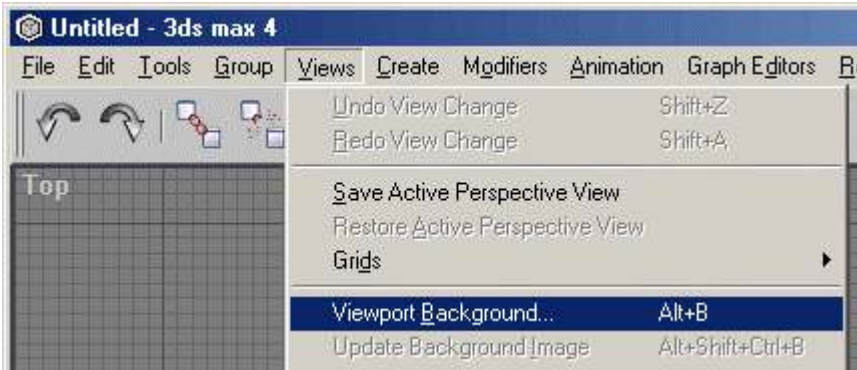 Untitled - 3ds max 4
File Edit Tools Group Views Create Modifiers Animation Graph Editors
Undo View Change Shift+Z
Redo View Change Shift+A
Top
Save Active Perspective View
Restore Active Perspective View
Grids
Viewport Background... Alt+B
Update Background Image Alt+Shift+Ctrl+B